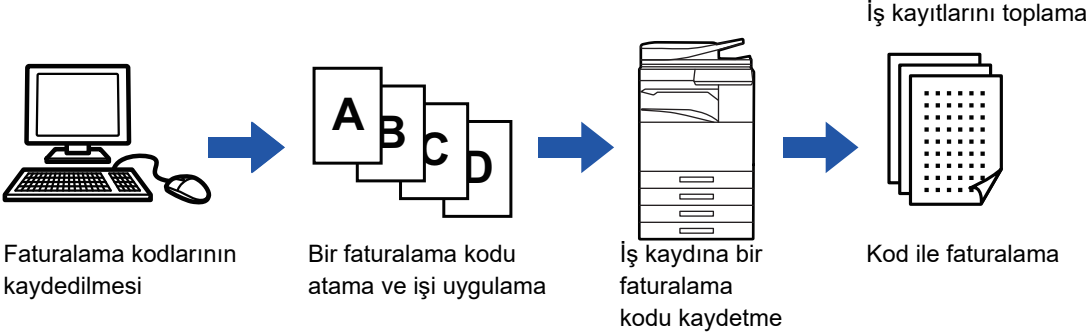 İş kayıtlarını toplama
A
B
C
D
Faturalama kodlarının
kaydedilmesi
Bir faturalama kodu
atama ve işi uygulama
İş kaydına bir
faturalama
kodu kaydetme
Kod ile faturalama